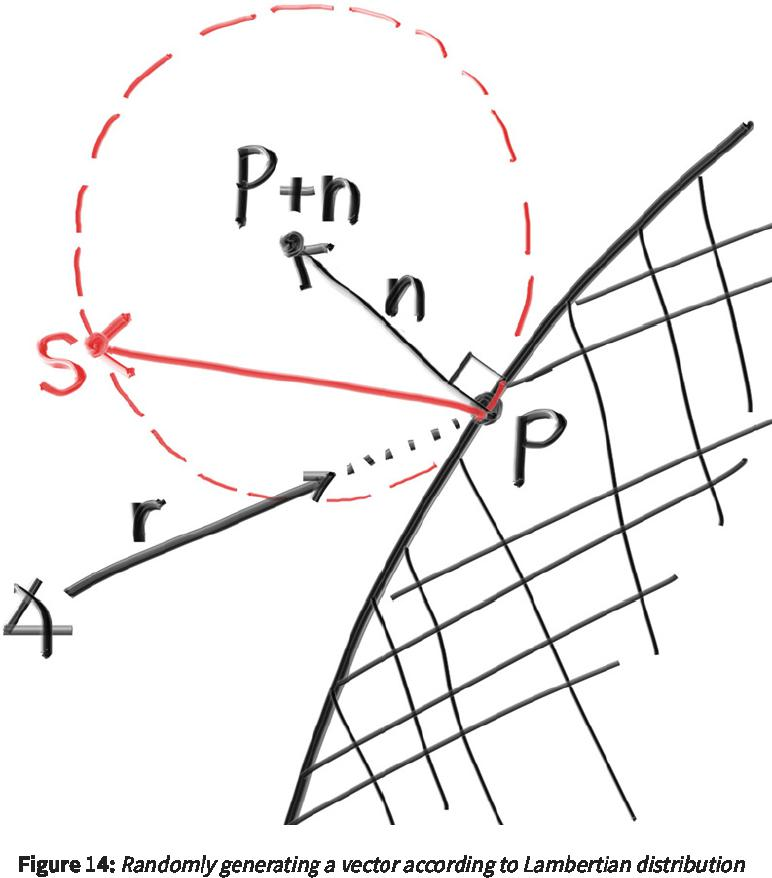 P+n
n
S
P
r
Figure 14: Randomly generating a vector according to Lambertian distribution